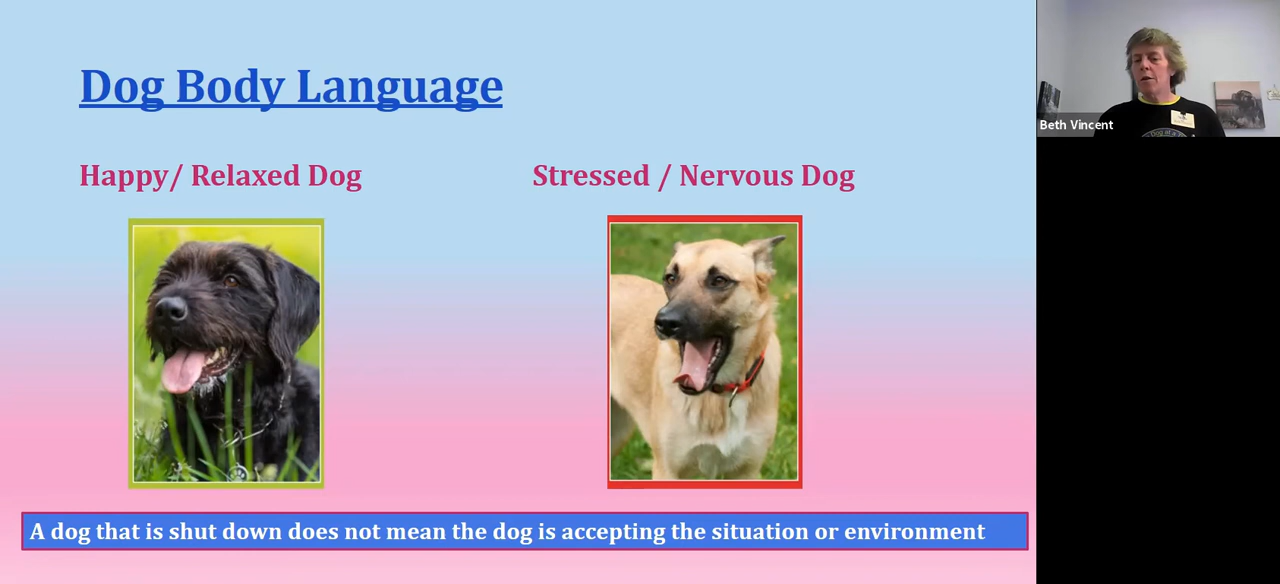 Dog Body Language
Happy/ Relaxed Dog
Stressed / Nervous Dog
A dog that is shut down does not mean the dog is accepting the situation or environment
Beth Vincent